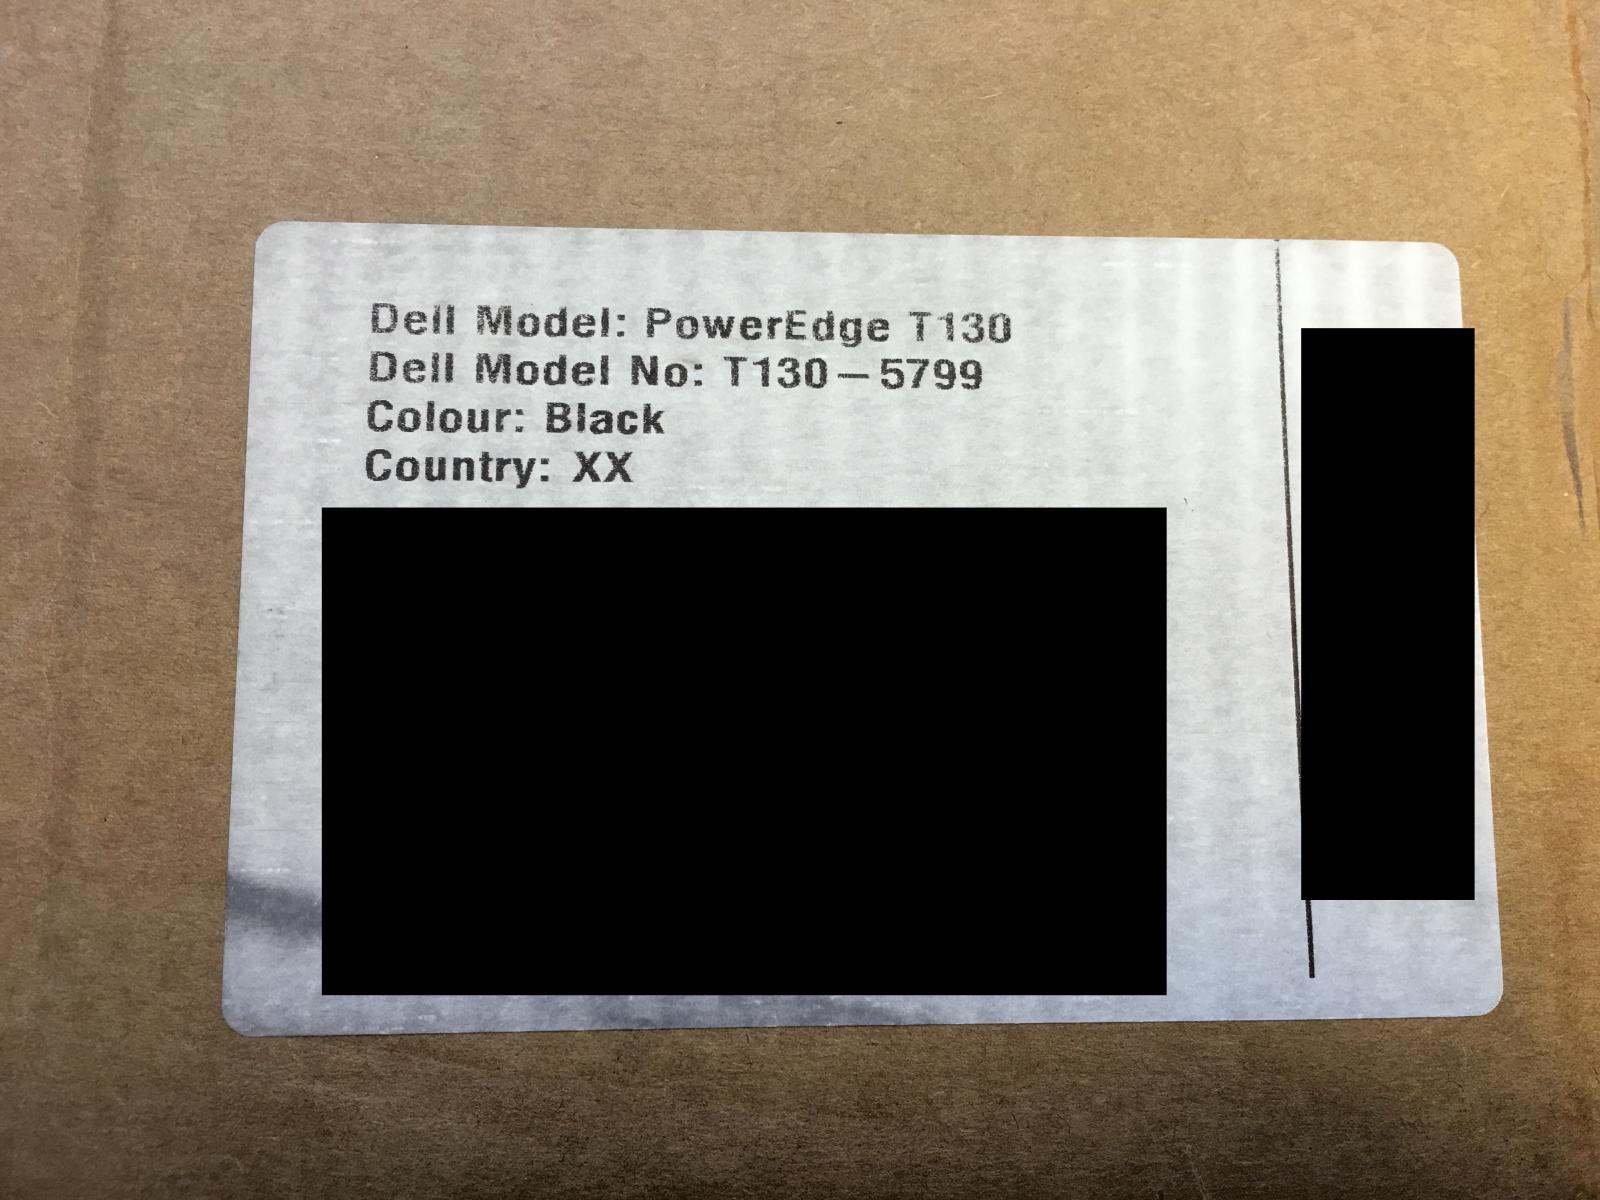 Dell Model: PowerEdge T130
Dell Model No: T130-5799
Colour: Black
Country: XX